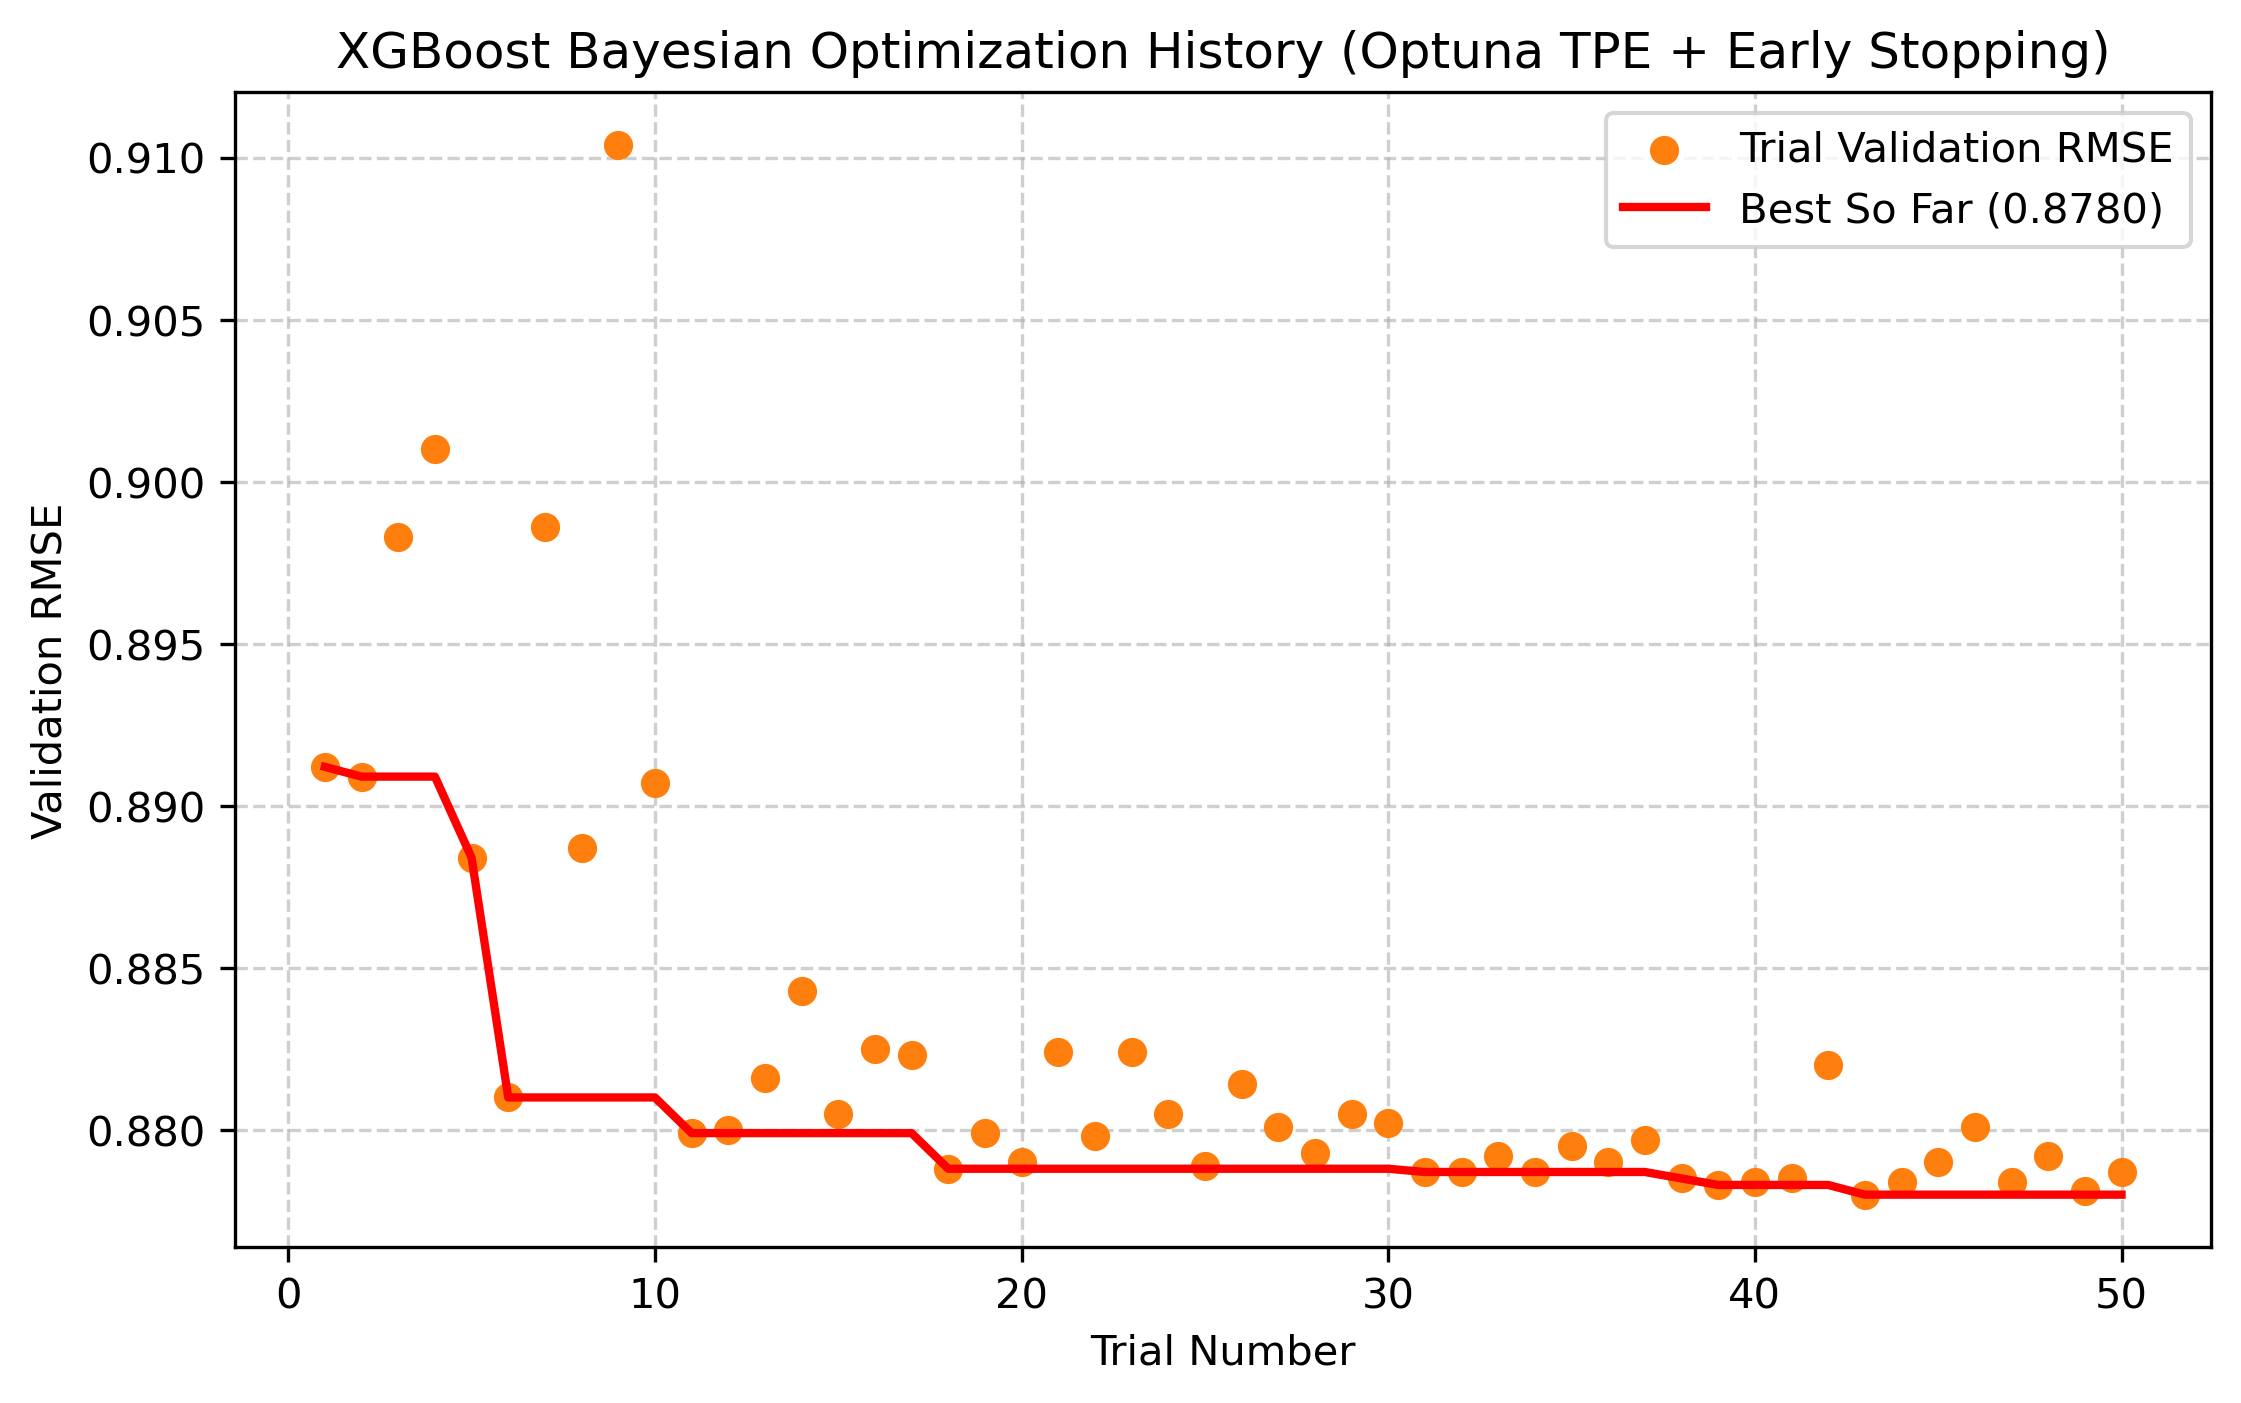 XGBoost Bayesian Optimization History (Optuna TPE + Early Stopping)
Trial Validation RMSE
Best So Far (0.8780)
Validation RMSE
0.910
0.905
0.900
0.895
0.890
0.885
0.880
0 10 20 30 40 50
Trial Number